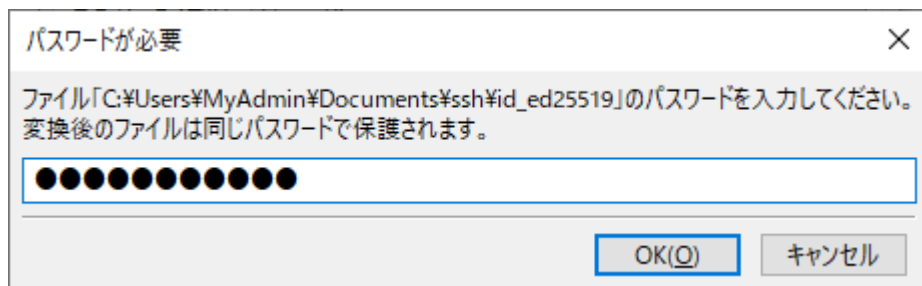 パスワードが必要
ファイル「C:¥Users¥MyAdmin¥Documents¥ssh¥id_ed25519」のパスワードを入力してください。
変換後のファイルは同じパスワードで保護されます。
●●●●●●●●●●●
OK(O)
キャンセル